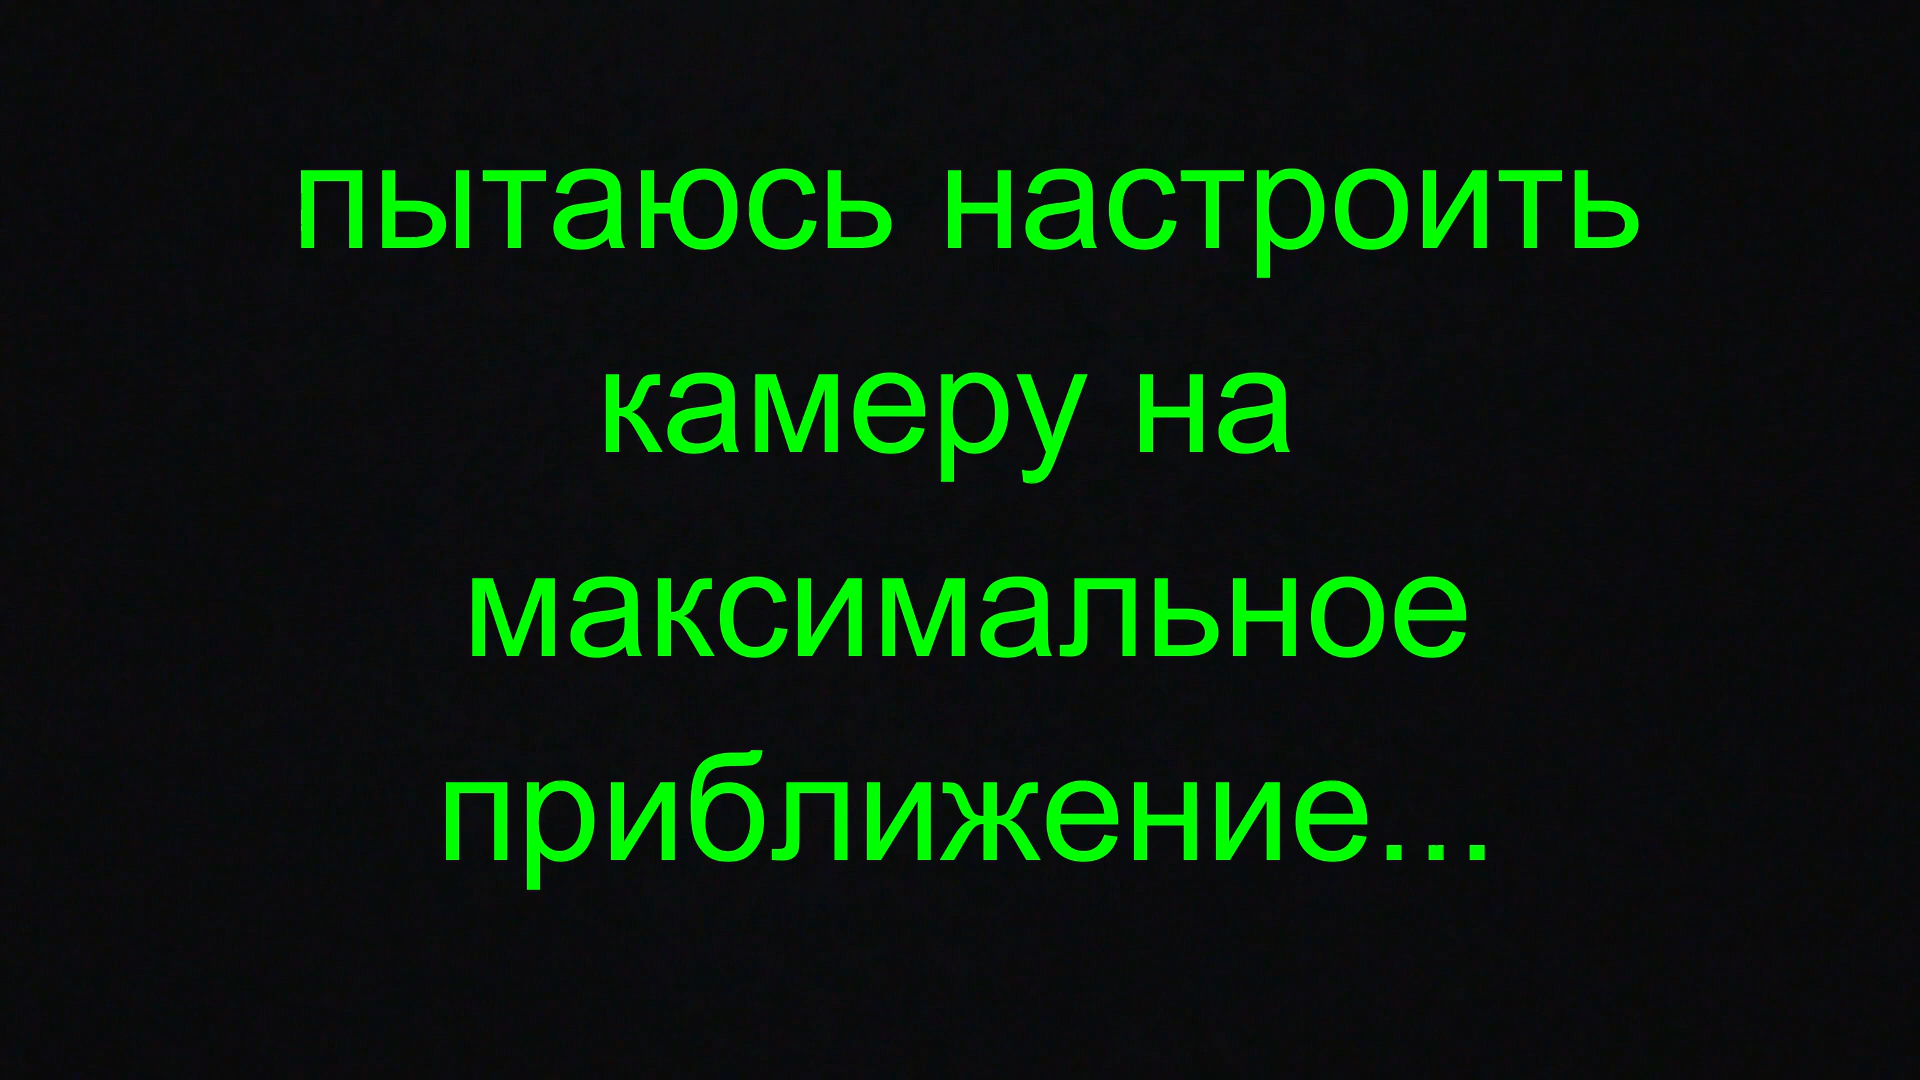 пытаюсь настроить
камеру на
максимальное
приближение...